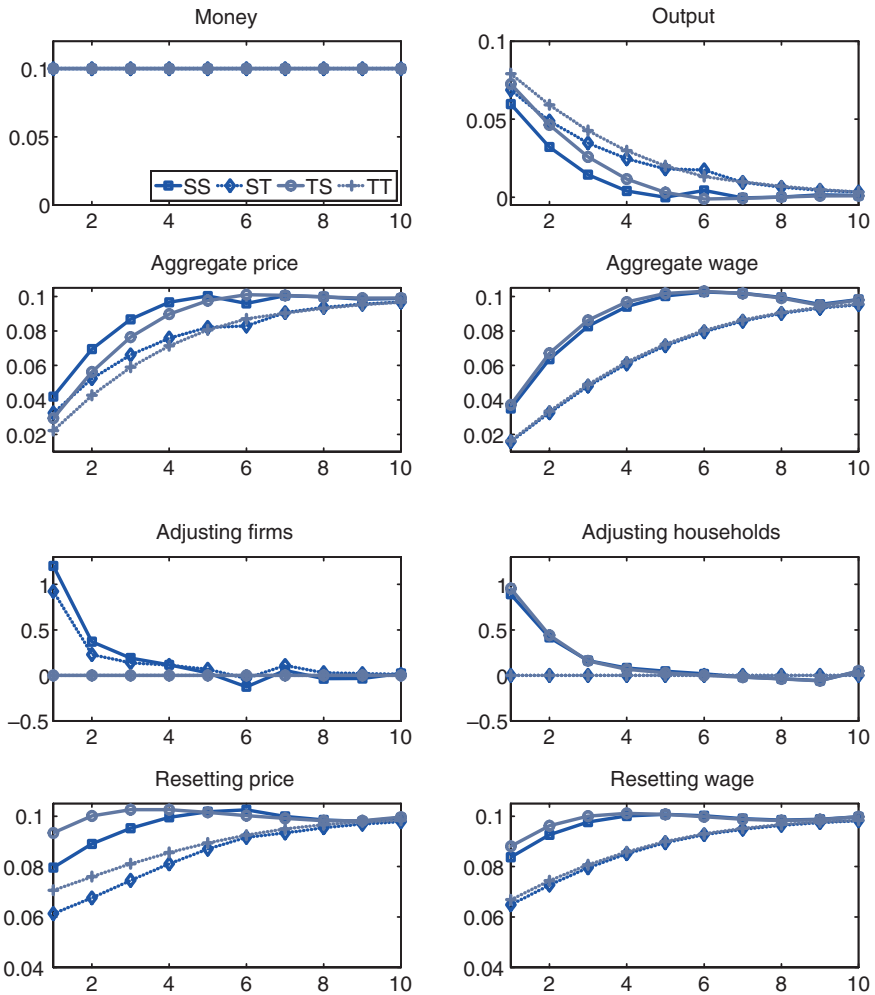 Money
Output
0.1
0.05
0
SS ST TS TT
2 4 6 8 10
0.1
0.05
0
2 4 6 8 10
Aggregate price
Aggregate wage
0.1
0.08
0.06
0.04
0.02
2 4 6 8 10
0.1
0.08
0.06
0.04
0.02
2 4 6 8 10
Adjusting firms
Adjusting households
1
0.5
0
−0.5
2 4 6 8 10
1
0.5
0
−0.5
2 4 6 8 10
Resetting price
Resetting wage
0.1
0.08
0.06
0.04
2 4 6 8 10
0.1
0.08
0.06
0.04
2 4 6 8 10